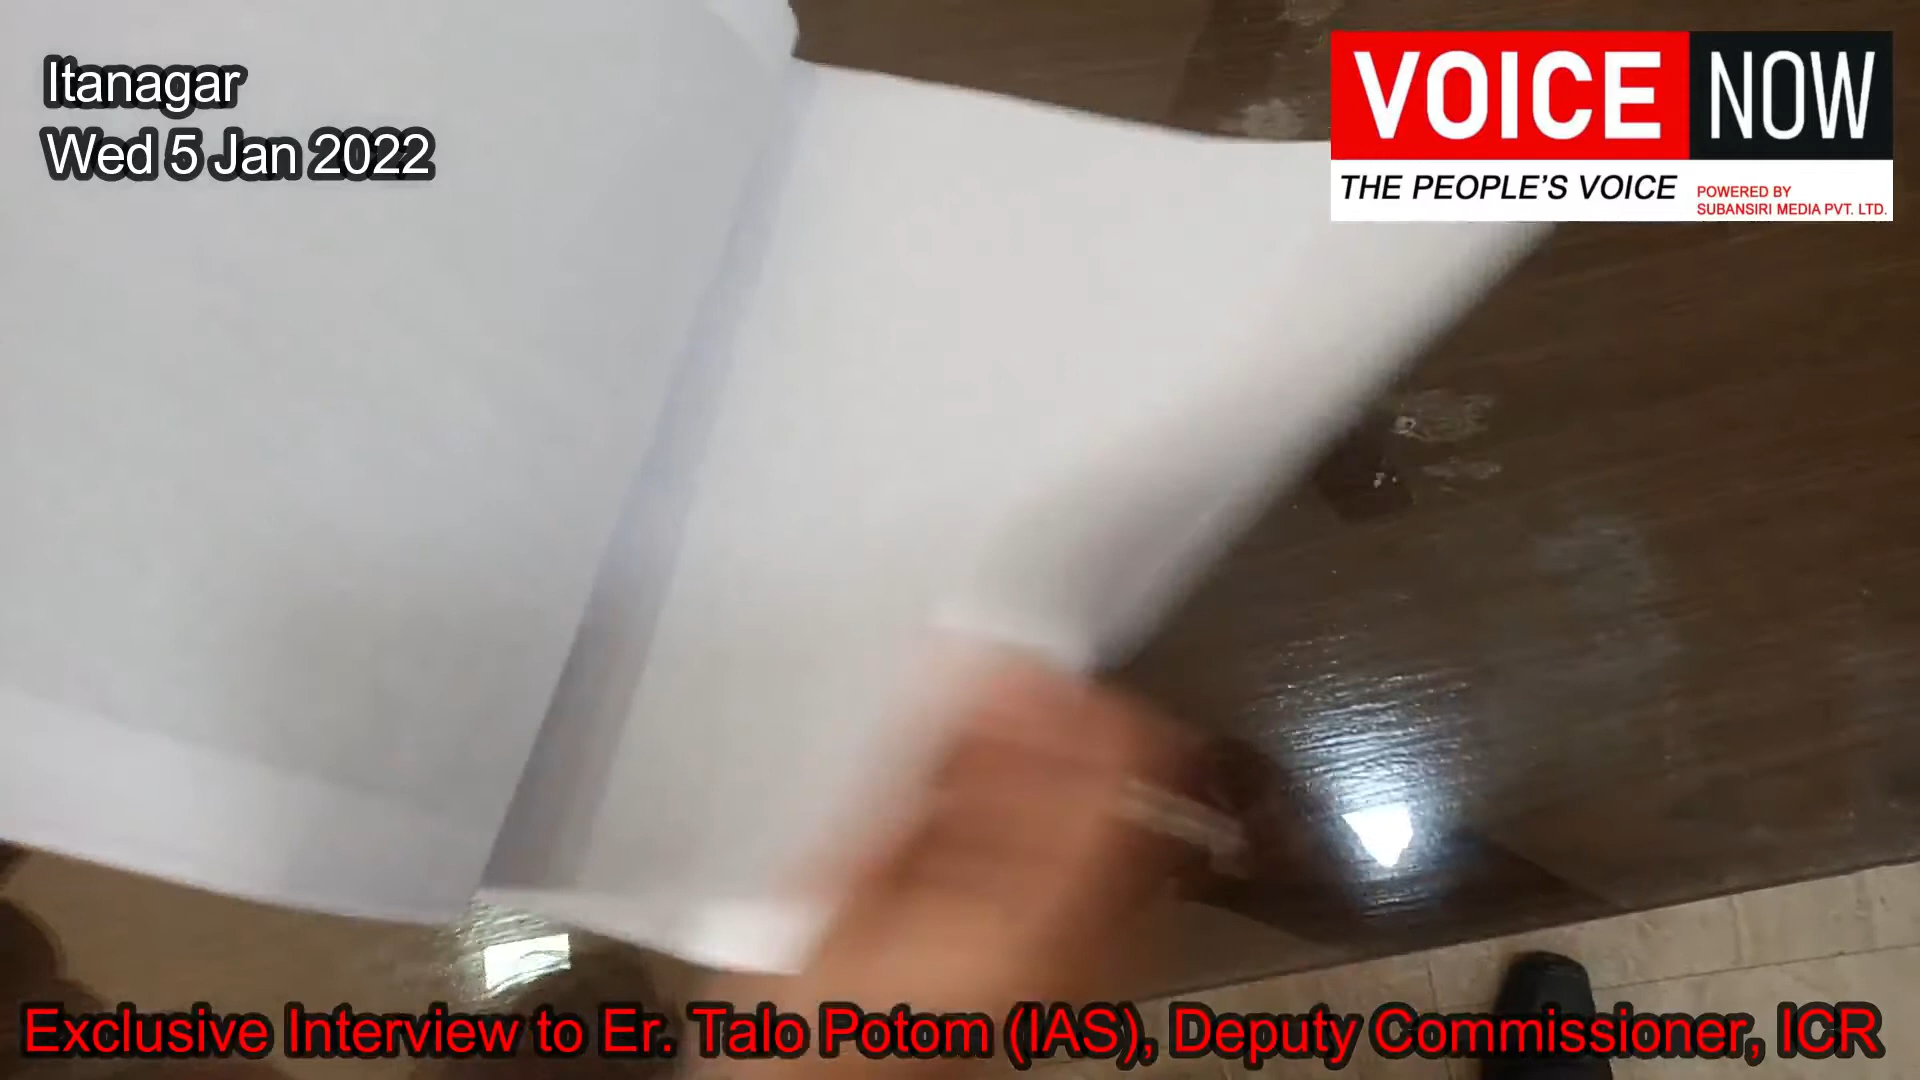 Itanagar
Wed 5 Jan 2022
VOICE NOW
THE PEOPLE'S VOICE
POWERED BY
SUBANSIRI MEDIA PVT. LTD.
Exclusive Interview to Er. Talo Potom (IAS), Deputy Commissioner, ICR